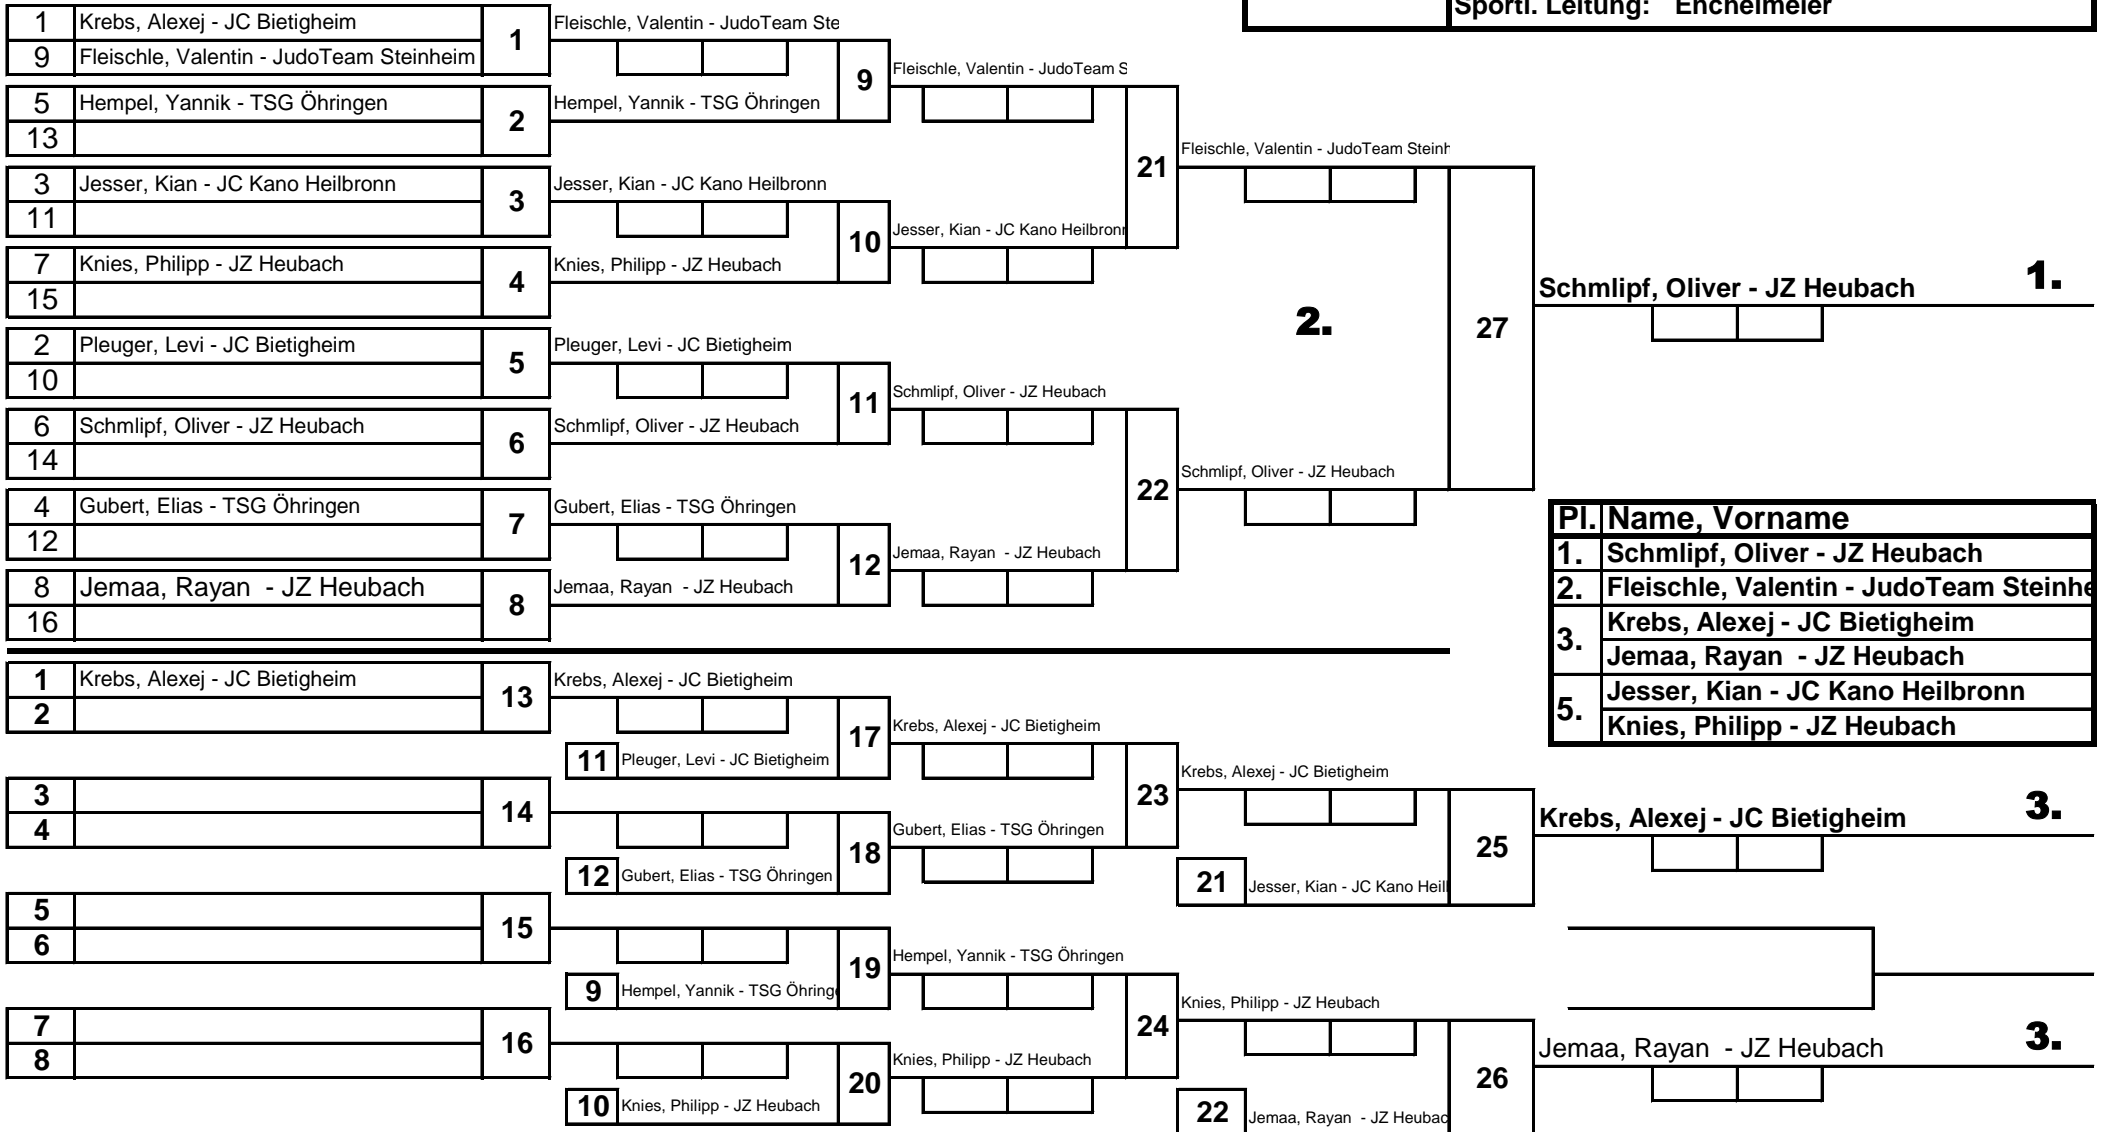 Sportl. Leitung: Encheimeier
1 Krebs, Alexej - JC Bietigheim
9 Fleischle, Valentin - JudoTeam Steinheim
1
Fleischle, Valentin - JudoTeam Ste
5 Hempel, Yannik - TSG Öhringen
13
2
Hempel, Yannik - TSG Öhringen
9
Fleischle, Valentin - JudoTeam S
3 Jesser, Kian - JC Kano Heilbronn
11
3
Jesser, Kian - JC Kano Heilbronn
7 Knies, Philipp - JZ Heubach
15
4
Knies, Philipp - JZ Heubach
10
Jesser, Kian - JC Kano Heilbronn
21
Fleischle, Valentin - JudoTeam Steinh
2 Pleuger, Levi - JC Bietigheim
10
5
Pleuger, Levi - JC Bietigheim
6 Schmlipf, Oliver - JZ Heubach
14
6
Schmlipf, Oliver - JZ Heubach
11
Schmlipf, Oliver - JZ Heubach
4 Gubert, Elias - TSG Öhringen
12
7
Gubert, Elias - TSG Öhringen
8 Jemaa, Rayan - JZ Heubach
16
8
Jemaa, Rayan - JZ Heubach
12
Jemaa, Rayan - JZ Heubach
22
Schmlipf, Oliver - JZ Heubach
2.
27
Schmlipf, Oliver - JZ Heubach 1.
Pl. Name, Vorname
1. Schmlipf, Oliver - JZ Heubach
2. Fleischle, Valentin - JudoTeam Steinhe
3. Krebs, Alexej - JC Bietigheim
Jemaa, Rayan - JZ Heubach
5. Jesser, Kian - JC Kano Heilbronn
Knies, Philipp - JZ Heubach
1 Krebs, Alexej - JC Bietigheim
2
13
Krebs, Alexej - JC Bietigheim
11 Pleuger, Levi - JC Bietigheim
17
Krebs, Alexej - JC Bietigheim
3
4
14
12 Gubert, Elias - TSG Öhringen
18
Gubert, Elias - TSG Öhringen
23
Krebs, Alexej - JC Bietigheim
21 Jesser, Kian - JC Kano Heil
25
Krebs, Alexej - JC Bietigheim 3.
5
6
15
9 Hempel, Yannik - TSG Öhringe
19
Hempel, Yannik - TSG Öhringen
7
8
16
10 Knies, Philipp - JZ Heubach
20
Knies, Philipp - JZ Heubach
24
Knies, Philipp - JZ Heubach
22 Jemaa, Rayan - JZ Heubac
26
Jemaa, Rayan - JZ Heubach 3.